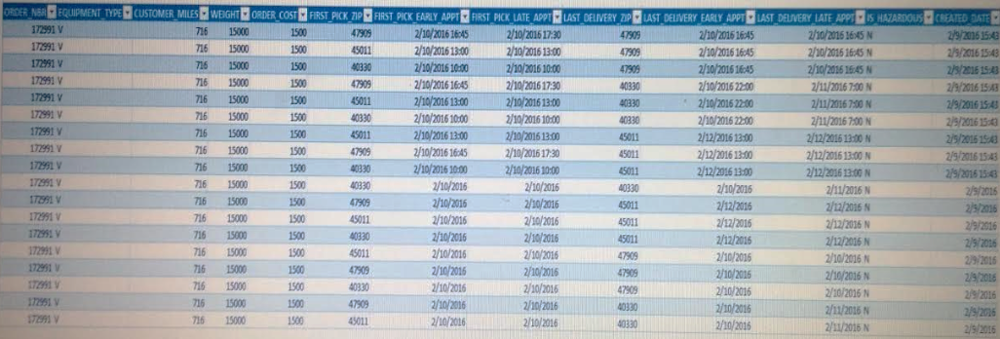 ORDER_NBR EQUIPMENT_TYPE CUSTOMER_MILES WEIGHT ORDER_COST FIRST_PICK_ZIP FIRST_PICK_EARLY_APPT FIRST_PICK_LATE_APPT LAST_DELIVERY_ZIP LAST_DELIVERY_EARLY_APPT LAST_DELIVERY_LATE_APPT IS_HAZARDOUS CREATED_DATE
172991 V 716 15000 1500 47909 2/10/2016 16:45 2/10/2016 17:30 47909 2/10/2016 16:45 2/10/2016 16:45 N 2/9/2016 15:43
172991 V 716 15000 1500 45011 2/10/2016 13:00 2/10/2016 13:00 47909 2/10/2016 16:45 2/10/2016 16:45 N 2/9/2016 15:43
172991 V 716 15000 1500 40330 2/10/2016 10:00 2/10/2016 10:00 47909 2/10/2016 16:45 2/10/2016 16:45 N 2/9/2016 15:43
172991 V 716 15000 1500 47909 2/10/2016 16:45 2/10/2016 17:30 40330 2/10/2016 22:00 2/11/2016 7:00 N 2/9/2016 15:43
172991 V 716 15000 1500 45011 2/10/2016 13:00 2/10/2016 13:00 40330 2/10/2016 22:00 2/11/2016 7:00 N 2/9/2016 15:43
172991 V 716 15000 1500 40330 2/10/2016 10:00 2/10/2016 10:00 40330 2/10/2016 22:00 2/11/2016 7:00 N 2/9/2016 15:43
172991 V 716 15000 1500 45011 2/10/2016 13:00 2/10/2016 13:00 45011 2/12/2016 13:00 2/12/2016 13:00 N 2/9/2016 15:43
172991 V 716 15000 1500 47909 2/10/2016 16:45 2/10/2016 17:30 45011 2/12/2016 13:00 2/12/2016 13:00 N 2/9/2016 15:43
172991 V 716 15000 1500 40330 2/10/2016 10:00 2/10/2016 10:00 45011 2/12/2016 13:00 2/12/2016 13:00 N 2/9/2016 15:43
172991 V 716 15000 1500 40330 2/10/2016 2/10/2016 40330 2/10/2016 2/11/2016 N 2/9/2016
172991 V 716 15000 1500 47909 2/10/2016 2/10/2016 45011 2/12/2016 2/12/2016 N 2/9/2016
172991 V 716 15000 1500 45011 2/10/2016 2/10/2016 45011 2/12/2016 2/12/2016 N 2/9/2016
172991 V 716 15000 1500 40330 2/10/2016 2/10/2016 45011 2/12/2016 2/12/2016 N 2/9/2016
172991 V 716 15000 1500 45011 2/10/2016 2/10/2016 47909 2/10/2016 2/10/2016 N 2/9/2016
172991 V 716 15000 1500 47909 2/10/2016 2/10/2016 47909 2/10/2016 2/10/2016 N 2/9/2016
172991 V 716 15000 1500 40330 2/10/2016 2/10/2016 47909 2/10/2016 2/10/2016 N 2/9/2016
172991 V 716 15000 1500 47909 2/10/2016 2/10/2016 40330 2/10/2016 2/11/2016 N 2/9/2016
172991 V 716 15000 1500 45011 2/10/2016 2/10/2016 40330 2/10/2016 2/11/2016 N 2/9/2016